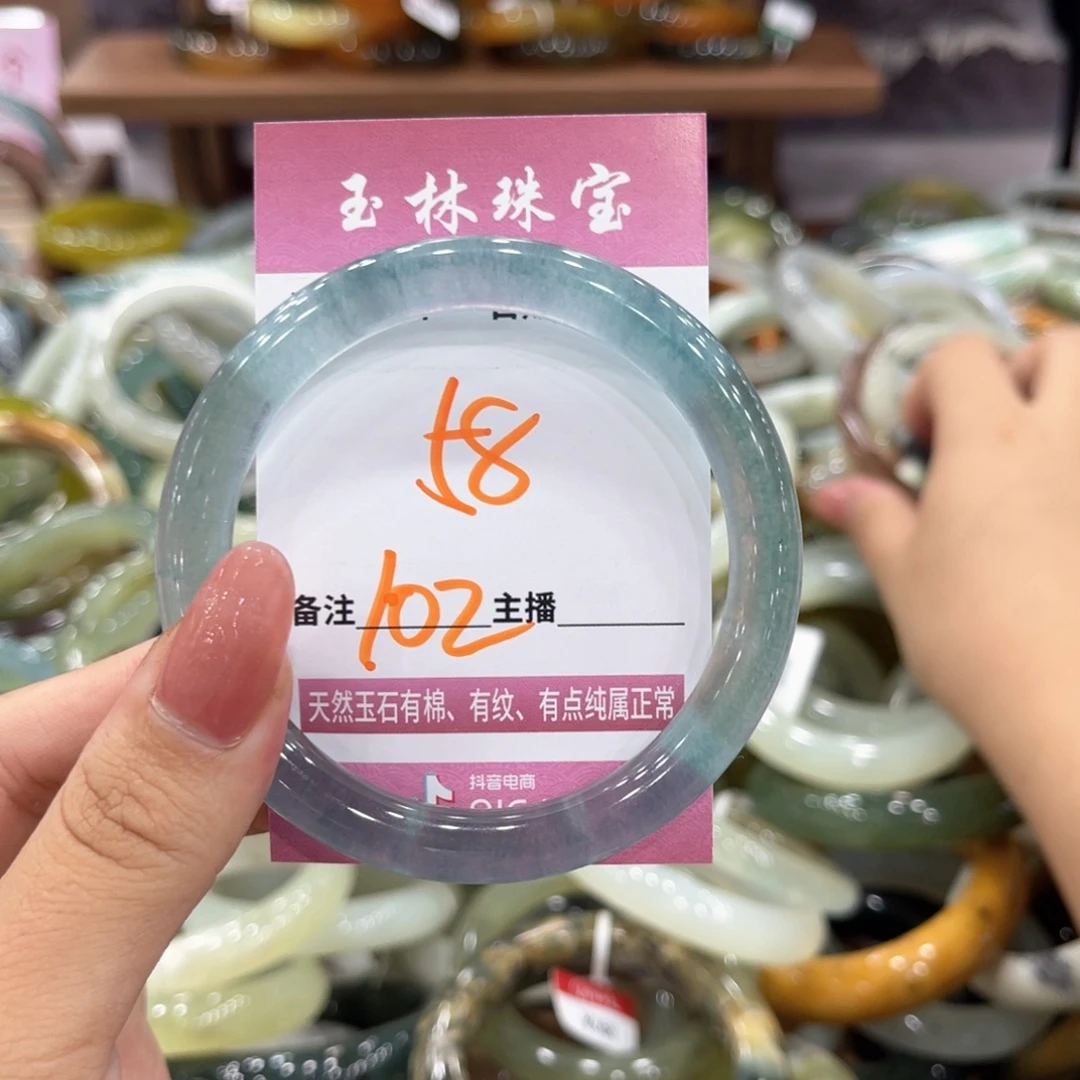 玉林珠宝
58
备注 102 主播
天然玉石有棉、有纹、有点纯属正常
抖音电商